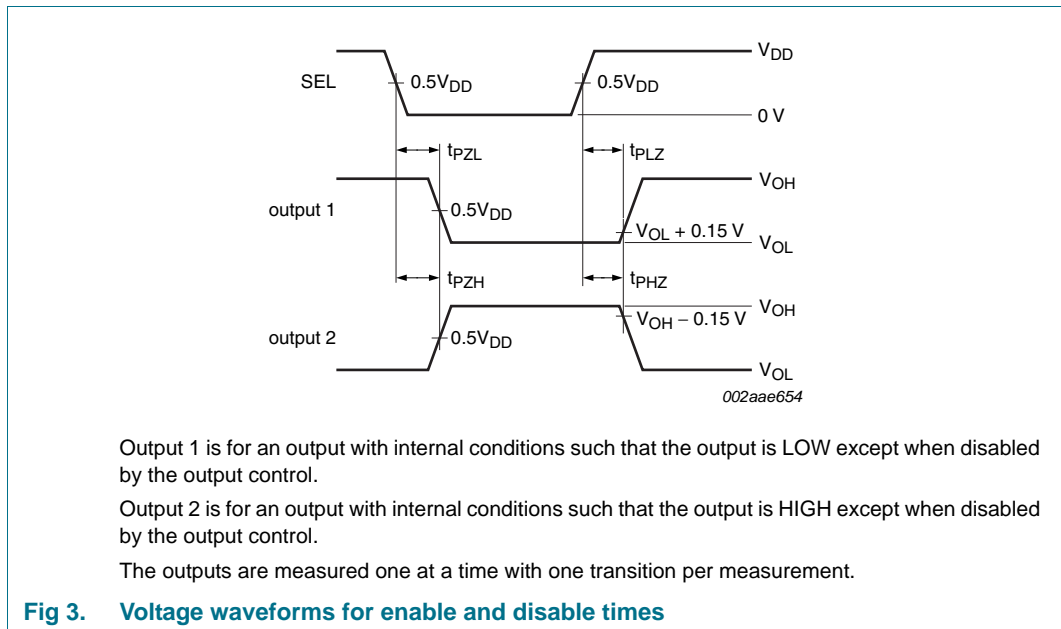 V_DD
SEL
0.5V_DD
0.5V_DD
0 V
t_PZL
t_PLZ
V_OH
output 1
0.5V_DD
V_OL + 0.15 V
V_OL
t_PZH
t_PHZ
V_OH
V_OH − 0.15 V
output 2
0.5V_DD
V_OL
002aae654
Output 1 is for an output with internal conditions such that the output is LOW except when disabled
by the output control.
Output 2 is for an output with internal conditions such that the output is HIGH except when disabled
by the output control.
The outputs are measured one at a time with one transition per measurement.
Fig 3. Voltage waveforms for enable and disable times